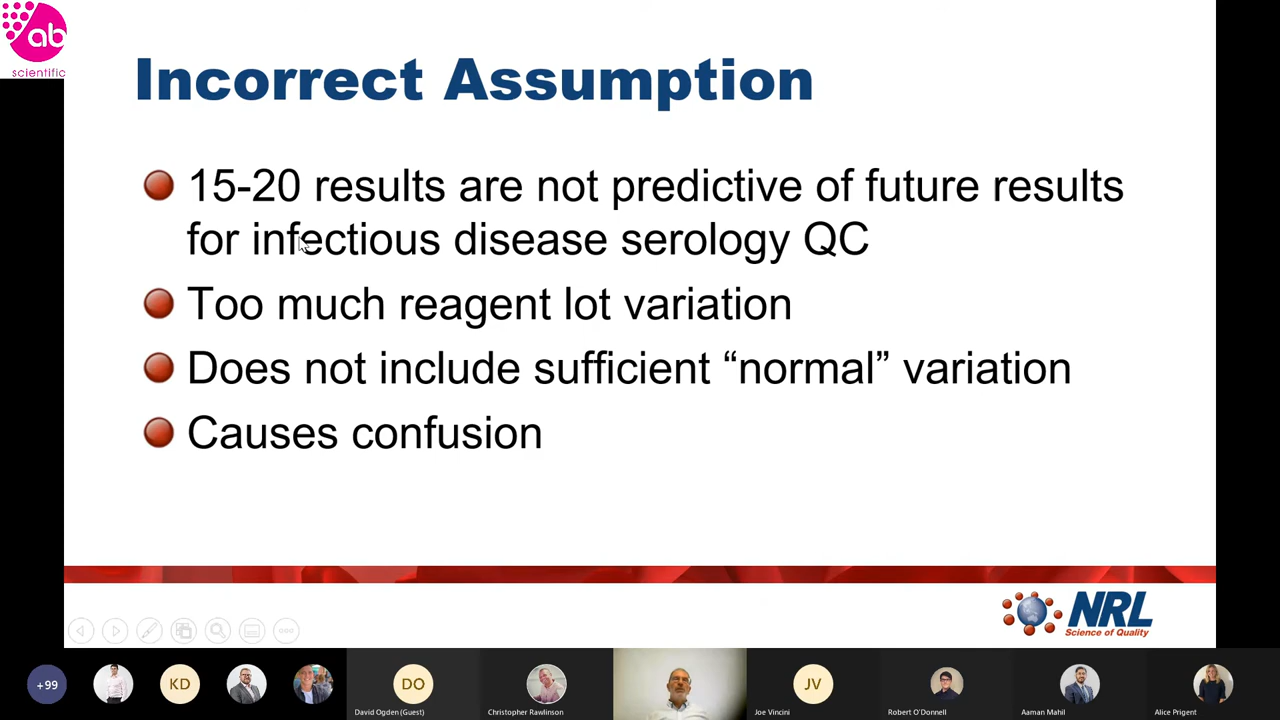 ab
scientific
Incorrect Assumption
15-20 results are not predictive of future results
for infectious disease serology QC
Too much reagent lot variation
Does not include sufficient “normal” variation
Causes confusion
NRL
Science of Quality
+99
KD
DO
JV
David Ogden (Guest)
Christopher Rawlinson
Joe Vincini
Robert O'Donnell
Aaman Mahil
Alice Prigent